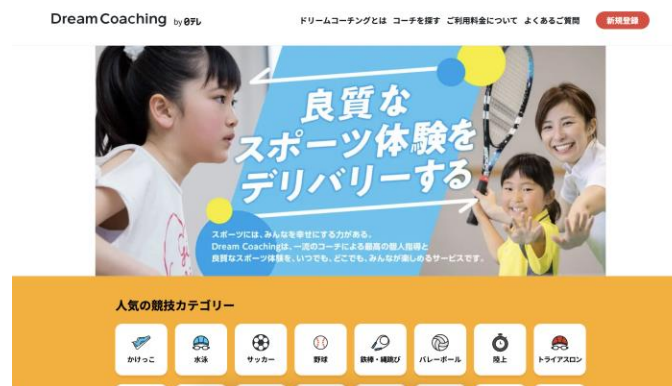 Dream Coaching by 日テレ
ドリームコーチングとは コーチを探す ご利用料金について よくあるご質問 新規登録
良質な
スポーツ体験を
デリバリーする
スポーツには、みんなを幸せにする力がある。
Dream Coachingは、一流のコーチによる最高の個人指導と
良質なスポーツ体験を、いつでも、どこでも、みんなが楽しめるサービスです。
人気の競技カテゴリー
かけっこ 水泳 サッカー 野球 鉄棒・縄跳び バレーボール 陸上 トライアスロン